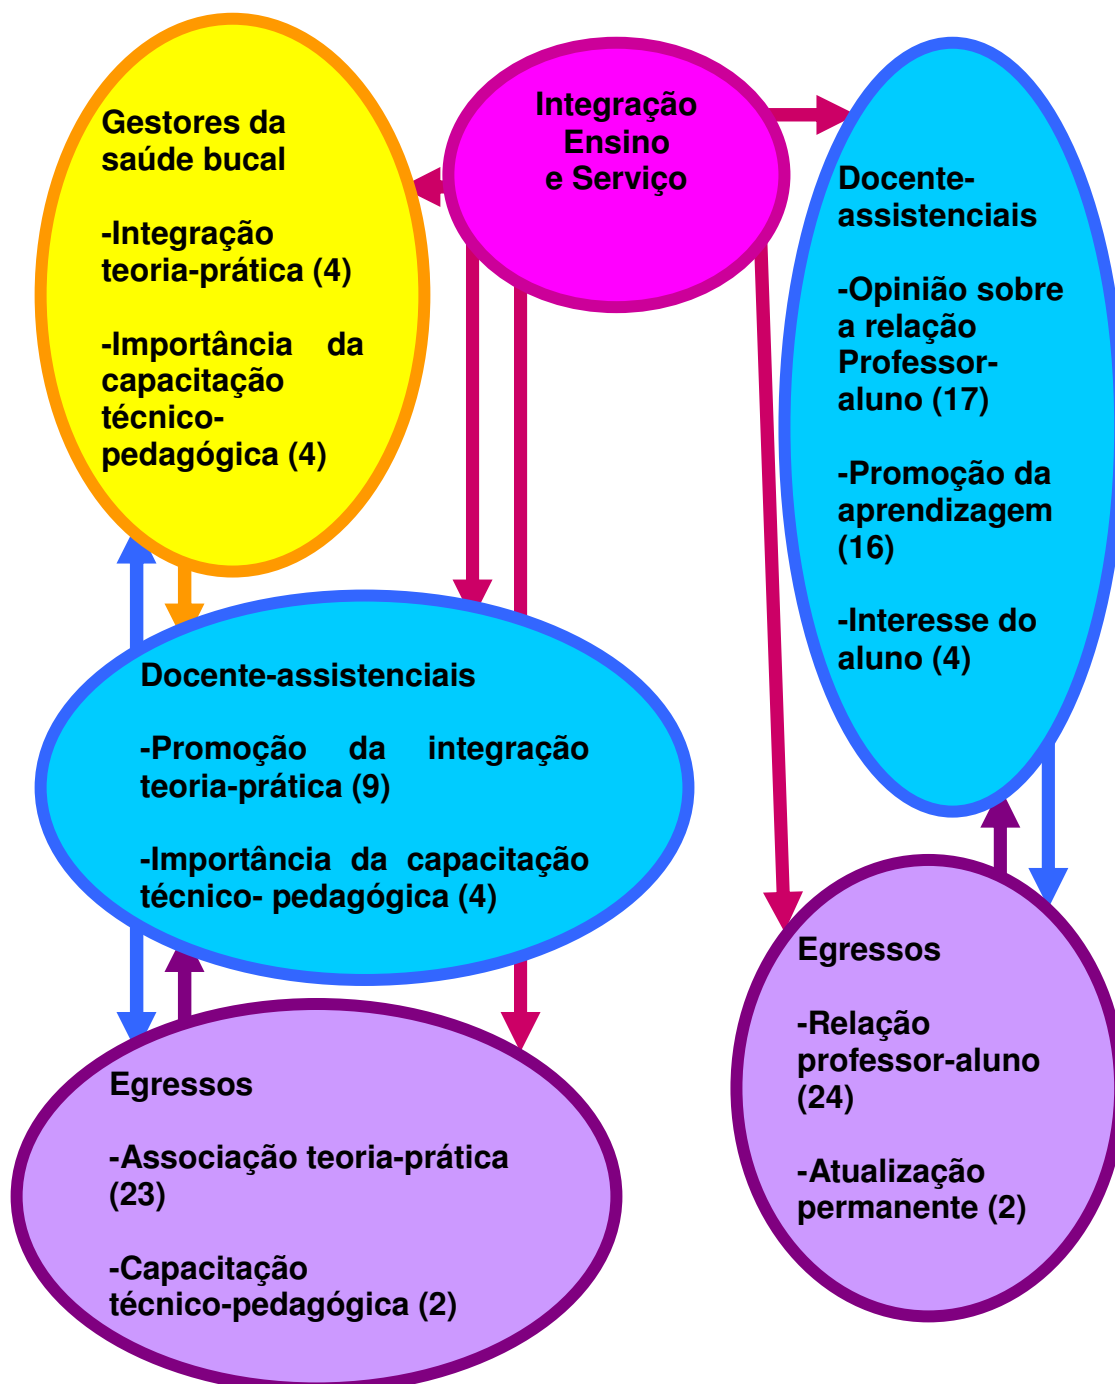 Gestores da
saúde bucal
-Integração
teoria-prática (4)
-Importância da
capacitação
técnico-
pedagógica (4)
Integração
Ensino
e Serviço
Docente-
assistenciais
-Opinião sobre
a relação
Professor-
aluno (17)
-Promoção da
aprendizagem
(16)
-Interesse do
aluno (4)
Docente-assistenciais
-Promoção da integração
teoria-prática (9)
-Importância da capacitação
técnico- pedagógica (4)
Egressos
-Associação teoria-prática
(23)
-Capacitação
técnico-pedagógica (2)
Egressos
-Relação
professor-aluno
(24)
-Atualização
permanente (2)